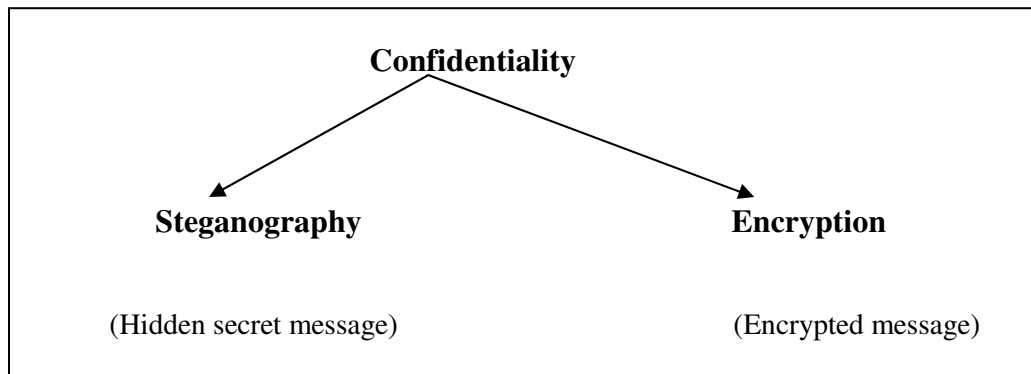 Confidentiality
Steganography Encryption
(Hidden secret message) (Encrypted message)